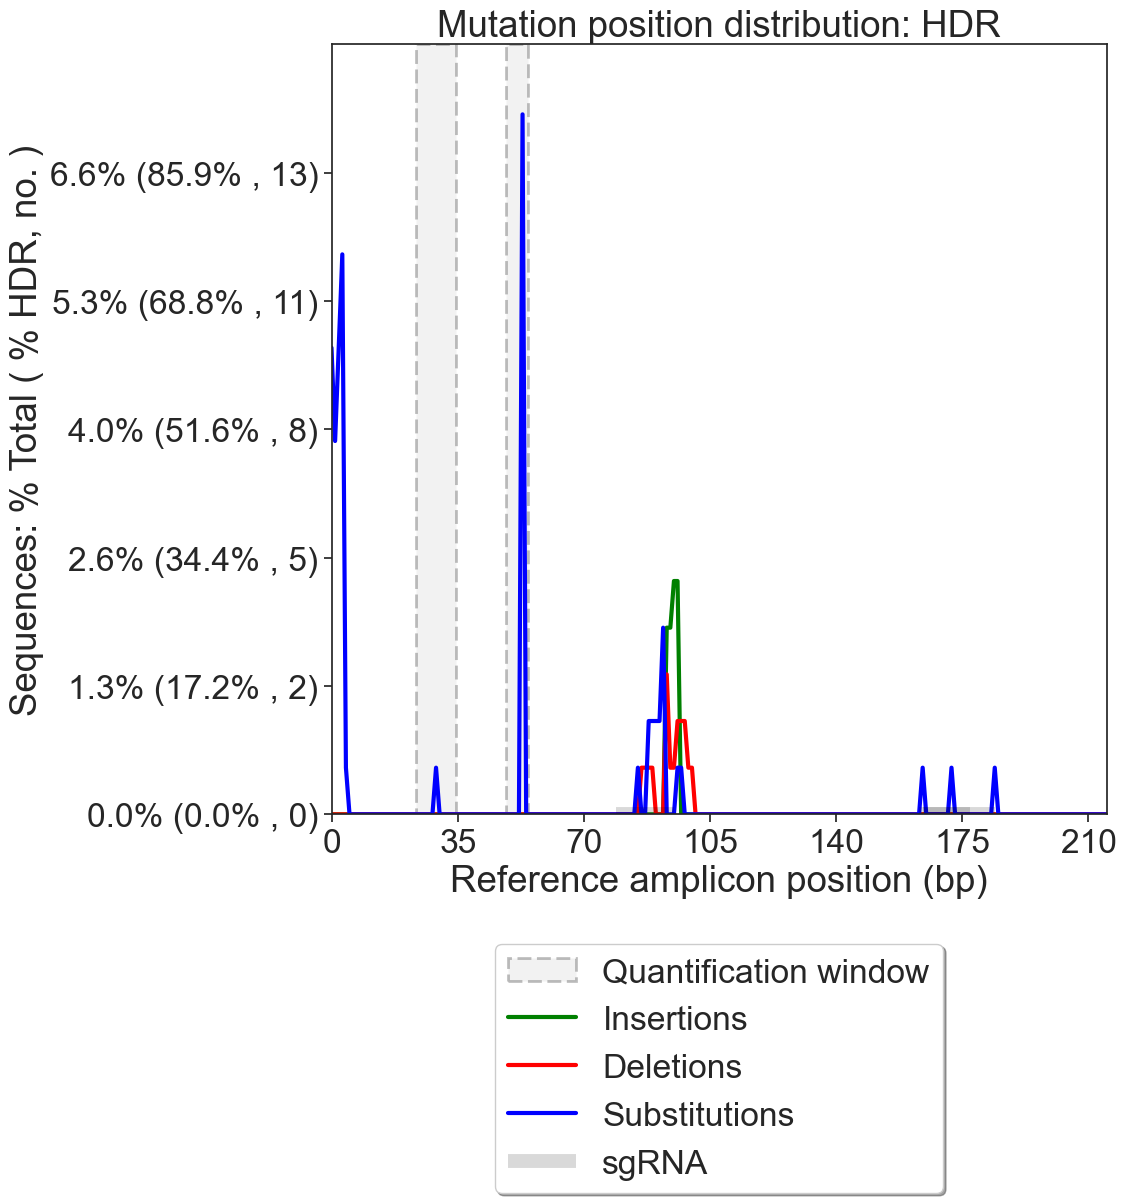 Mutation position distribution: HDR
Sequences: % Total ( % HDR, no. )
6.6% (85.9% , 13)
5.3% (68.8% , 11)
4.0% (51.6% , 8)
2.6% (34.4% , 5)
1.3% (17.2% , 2)
0.0% (0.0% , 0)
0 35 70 105 140 175 210
Reference amplicon position (bp)
Quantification window
Insertions
Deletions
Substitutions
sgRNA